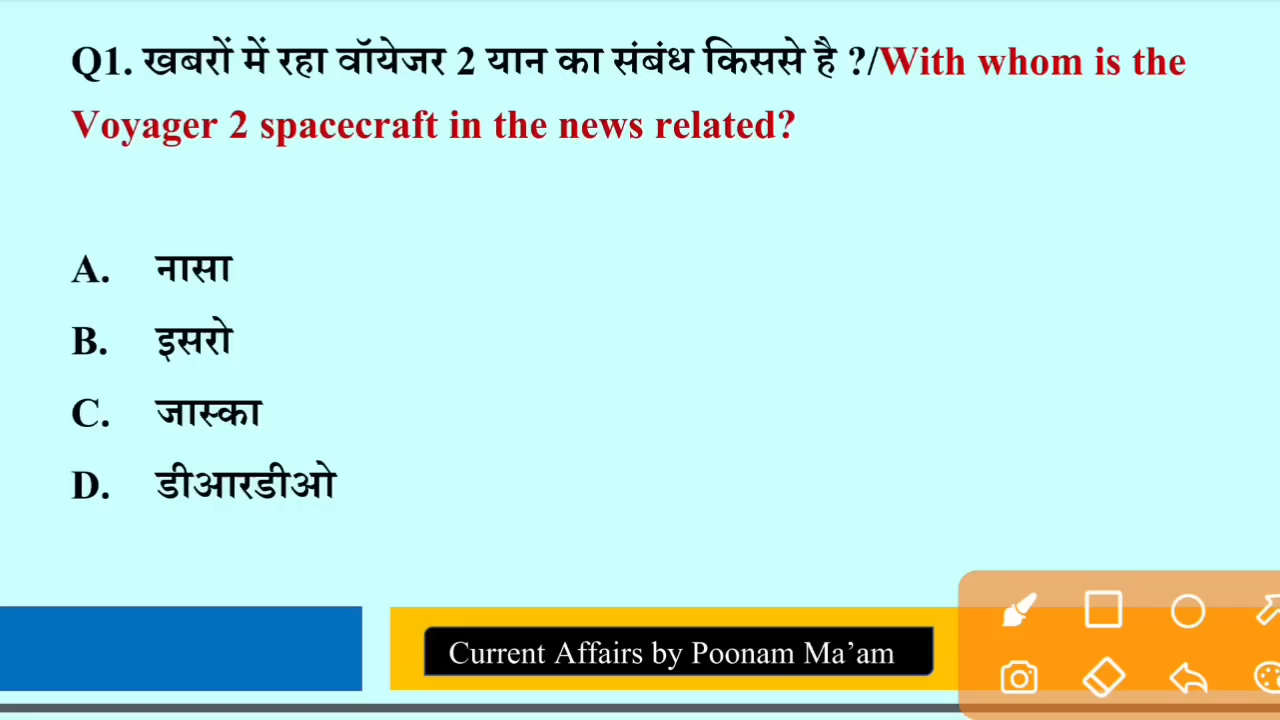 Q1. खबरों में रहा वॉयेजर 2 यान का संबंध किससे है ?/With whom is the
Voyager 2 spacecraft in the news related?
A. नासा
B. इसरो
C. जास्का
D. डीआरडीओ
Current Affairs by Poonam Ma’am